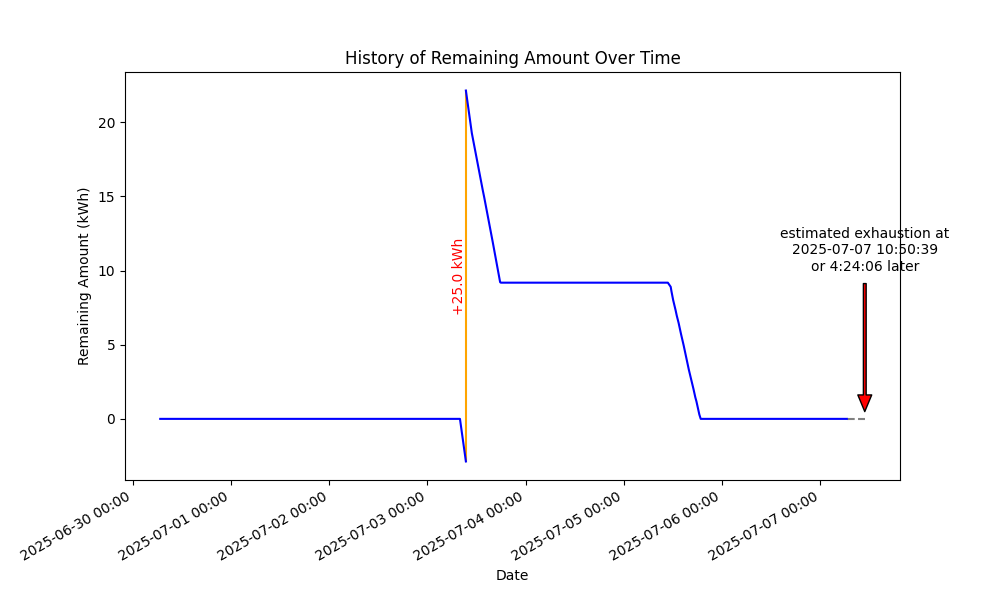 History of Remaining Amount Over Time
Remaining Amount (kWh)
20
15
10
5
0
+25.0 kWh
estimated exhaustion at
2025-07-07 10:50:39
or 4:24:06 later
2025-06-30 00:00
2025-07-01 00:00
2025-07-02 00:00
2025-07-03 00:00
2025-07-04 00:00
2025-07-05 00:00
2025-07-06 00:00
2025-07-07 00:00
Date